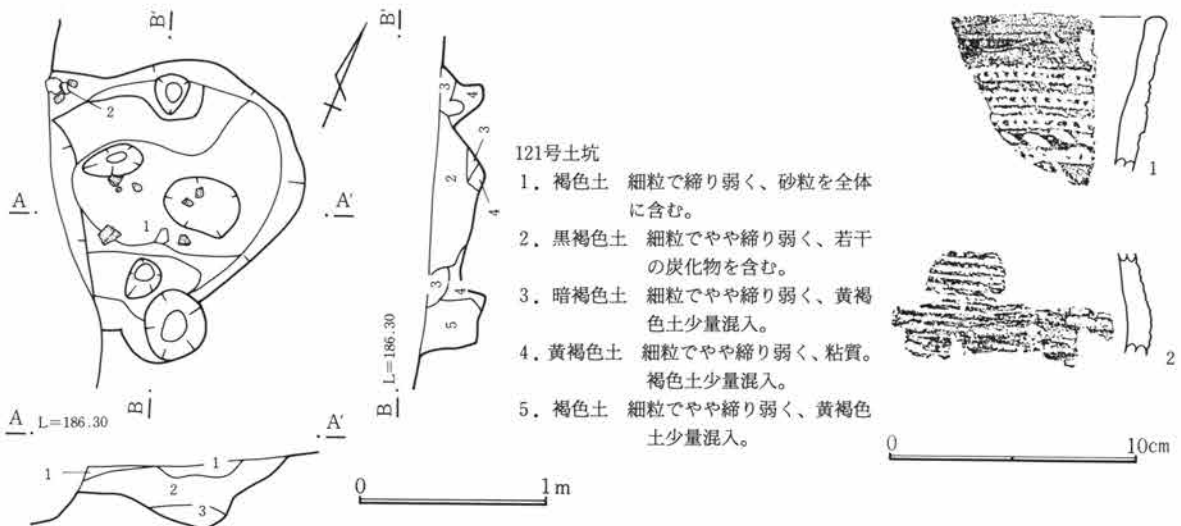 B′
B′
2
A
A′
1
B
A L=186.30
A′
1
1
2
3
3
4
3
2
4
3
4
5
B L=186.30
0 1m
121号土坑
1．褐色土 細粒で締り弱く、砂粒を全体
に含む。
2．黒褐色土 細粒でやや締り弱く、若干
の炭化物を含む。
3．暗褐色土 細粒でやや締り弱く、黄褐
色土少量混入。
4．黄褐色土 細粒でやや締り弱く、粘質。
褐色土少量混入。
5．褐色土 細粒でやや締り弱く、黄褐色
土少量混入。
1
2
0 10cm